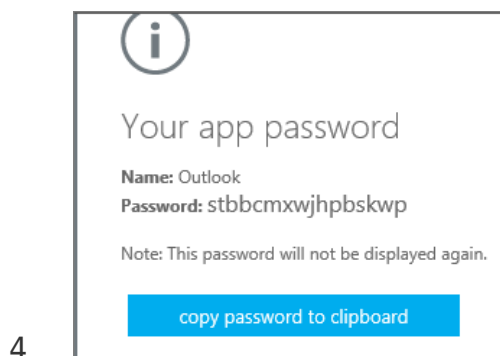 i
Your app password
Name: Outlook
Password: stbbcmxwjhpbskwp
Note: This password will not be displayed again.
copy password to clipboard
4